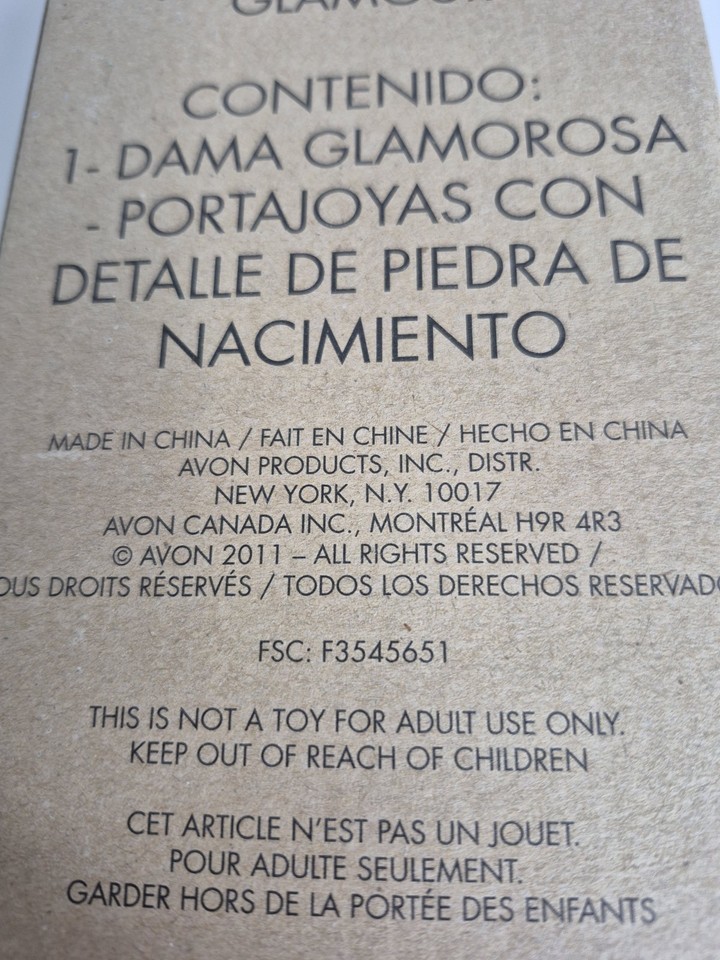 CONTENIDO:
1- DAMA GLAMOROSA
- PORTAJOYAS CON
DETALLE DE PIEDRA DE
NACIMIENTO
MADE IN CHINA / FAIT EN CHINE / HECHO EN CHINA
AVON PRODUCTS, INC., DISTR.
NEW YORK, N.Y. 10017
AVON CANADA INC., MONTRÉAL H9R 4R3
© AVON 2011 – ALL RIGHTS RESERVED /
OUS DROITS RÉSERVÉS / TODOS LOS DERECHOS RESERVADO
FSC: F3545651
THIS IS NOT A TOY FOR ADULT USE ONLY.
KEEP OUT OF REACH OF CHILDREN
CET ARTICLE N'EST PAS UN JOUET.
POUR ADULTE SEULEMENT.
GARDER HORS DE LA PORTÉE DES ENFANTS